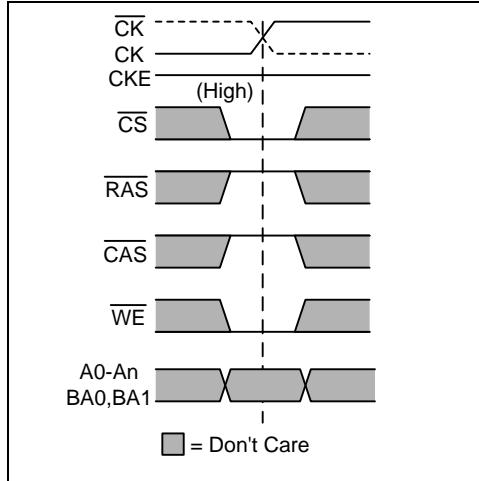 CK
CK
CKE
(High)
CS
RAS
CAS
WE
A0-An
BA0,BA1
= Don't Care